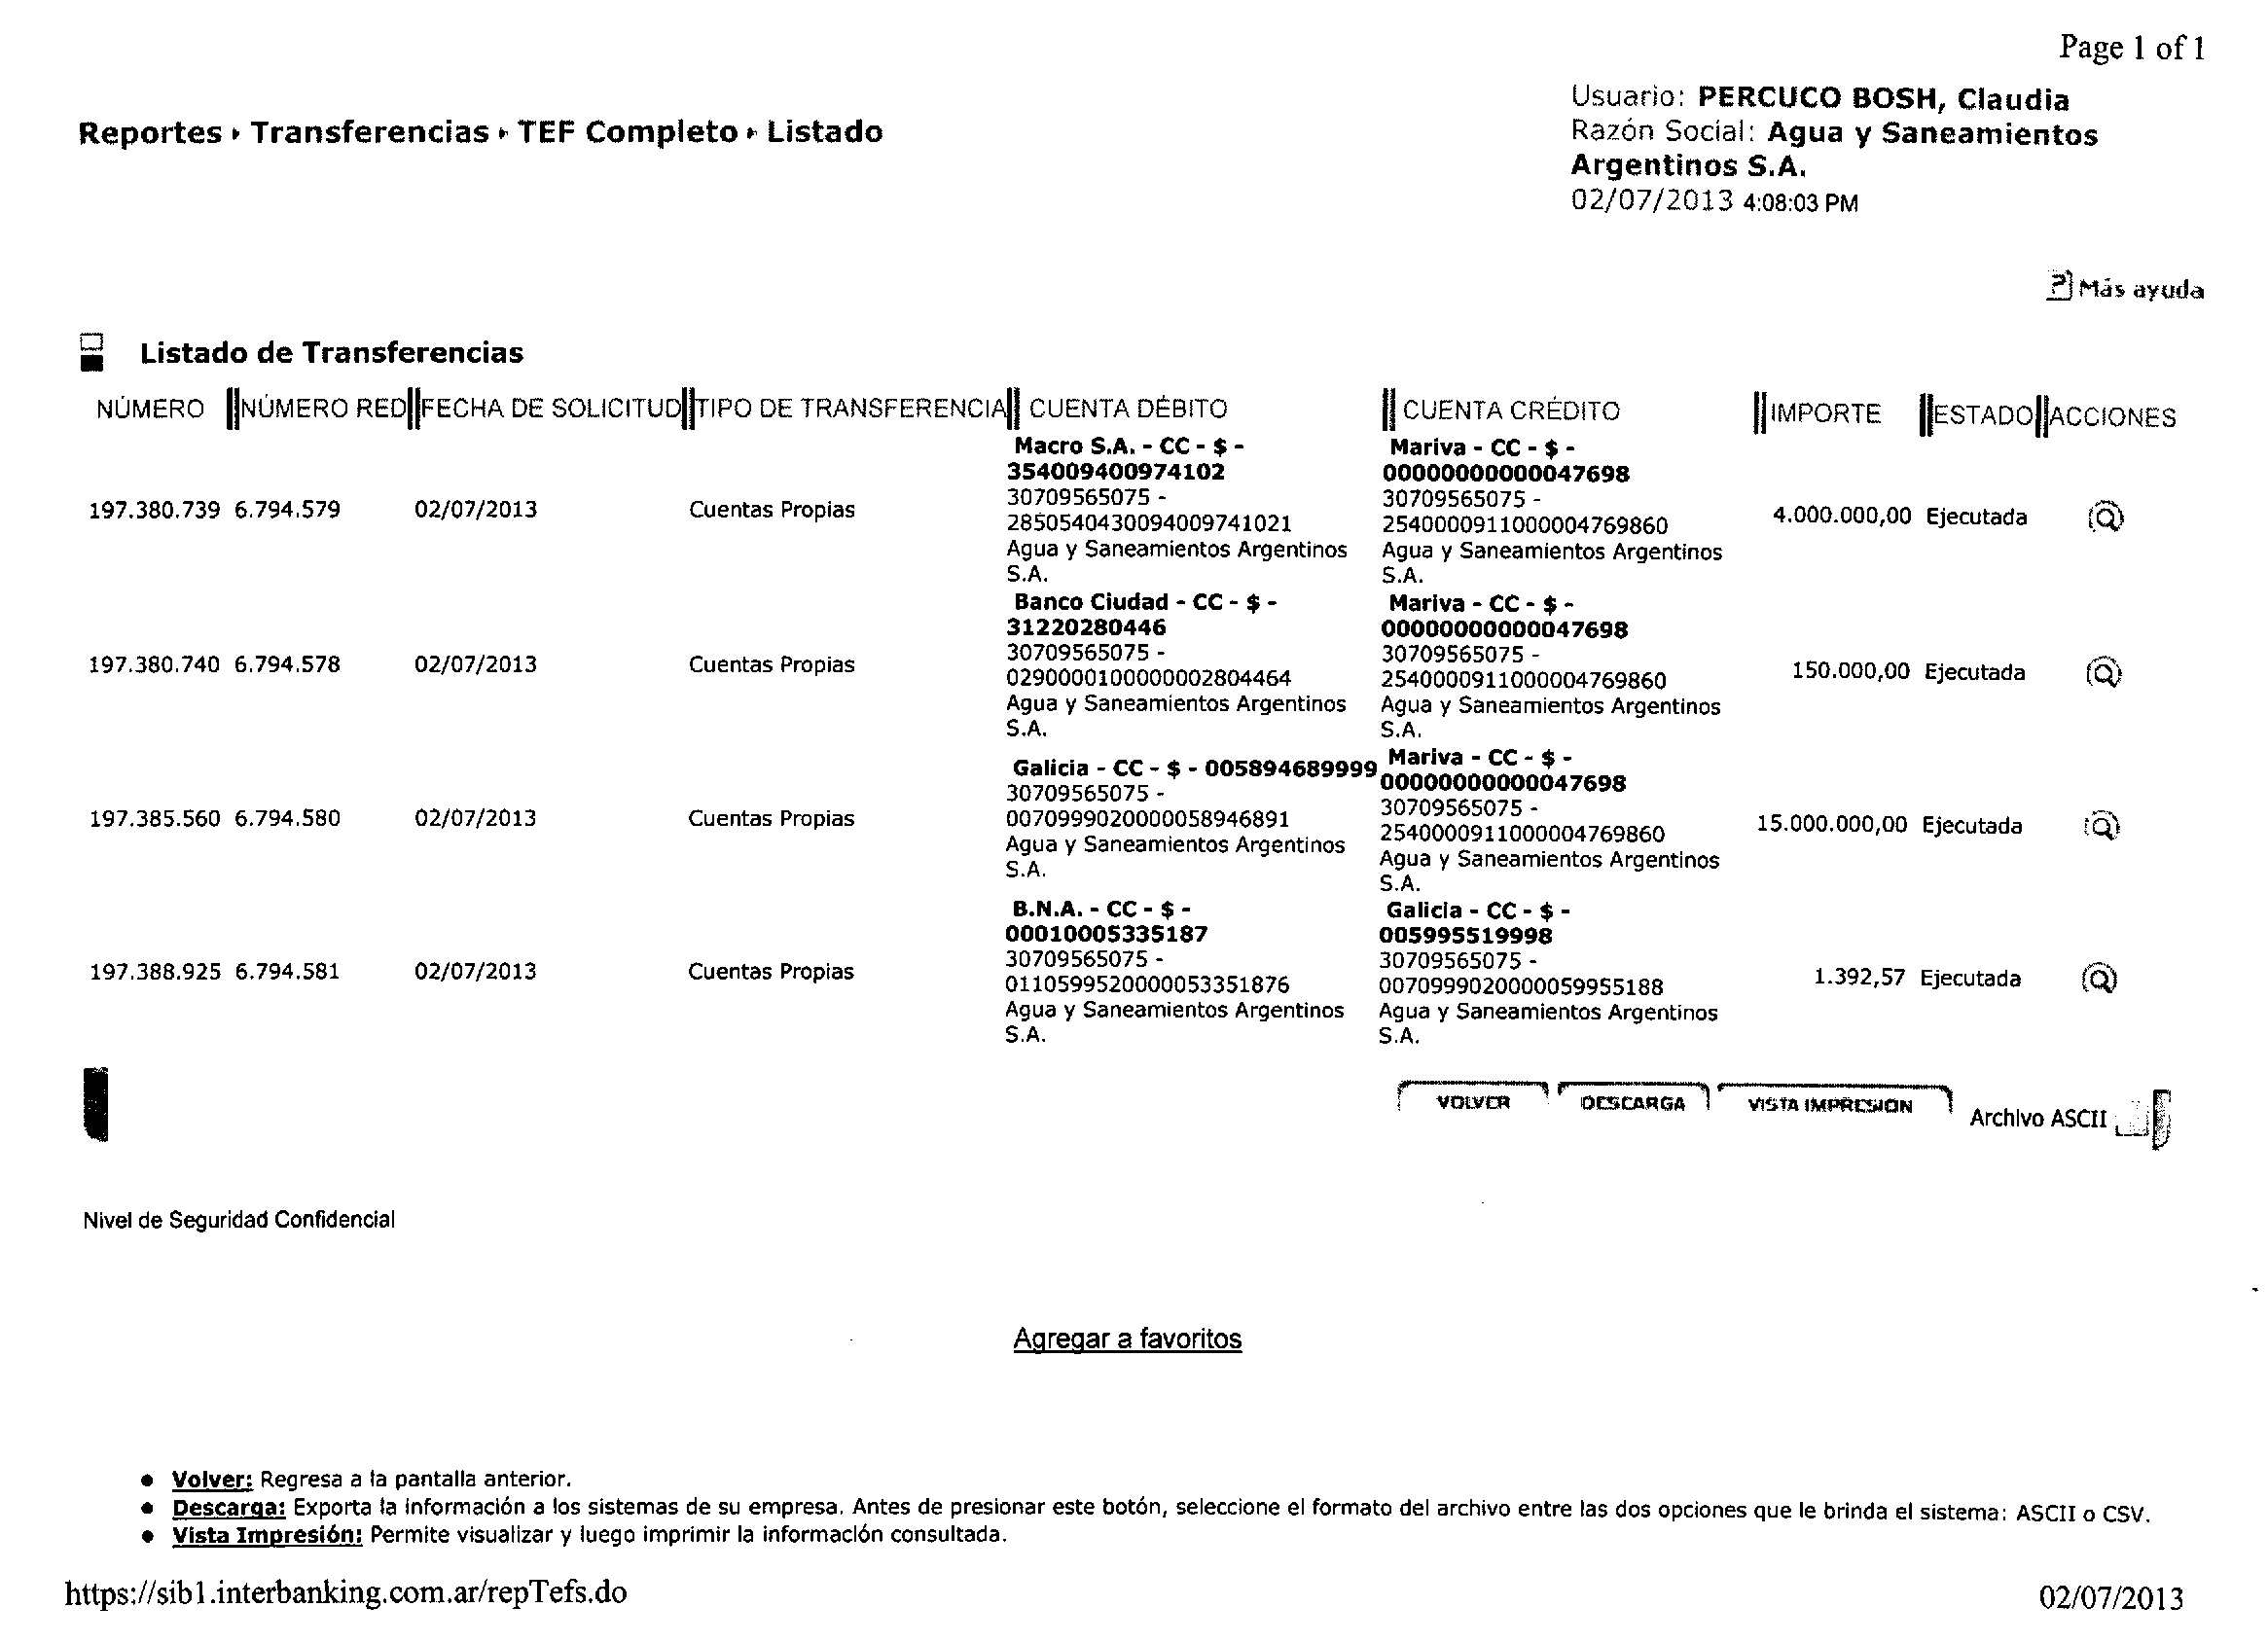 Page 1 of 1
Usuario: PERCUCO BOSH, Claudia
Reportes ▸ Transferencias ▸ TEF Completo ▸ Listado
Razón Social: Agua y Saneamientos
Argentinos S.A.
02/07/2013 4:08:03 PM
Más ayuda
Listado de Transferencias
NÚMERO NÚMERO RED FECHA DE SOLICITUD TIPO DE TRANSFERENCIA CUENTA DÉBITO CUENTA CRÉDITO IMPORTE ESTADO ACCIONES
Macro S.A. - CC - $ - Mariva - CC - $ -
354009400974102 00000000000047698
30709565075 - 30709565075 -
197.380.739 6.794.579 02/07/2013 Cuentas Propias 2850540430094009741021 2540000911000004769860 4.000.000,00 Ejecutada
Agua y Saneamientos Argentinos Agua y Saneamientos Argentinos
S.A. S.A.
Banco Ciudad - CC - $ - Mariva - CC - $ -
31220280446 00000000000047698
30709565075 - 30709565075 -
197.380.740 6.794.578 02/07/2013 Cuentas Propias 0290000100000002804464 2540000911000004769860 150.000,00 Ejecutada
Agua y Saneamientos Argentinos Agua y Saneamientos Argentinos
S.A. S.A.
Galicia - CC - $ - 005894689999 Mariva - CC - $ -
00000000000047698
30709565075 - 30709565075 -
197.385.560 6.794.580 02/07/2013 Cuentas Propias 0070999020000058946891 2540000911000004769860 15.000.000,00 Ejecutada
Agua y Saneamientos Argentinos Agua y Saneamientos Argentinos
S.A. S.A.
B.N.A. - CC - $ - Galicia - CC - $ -
00010005335187 005995519998
30709565075 - 30709565075 -
197.388.925 6.794.581 02/07/2013 Cuentas Propias 0110599520000053351876 0070999020000059955188 1.392,57 Ejecutada
Agua y Saneamientos Argentinos Agua y Saneamientos Argentinos
S.A. S.A.
VOLVER DESCARGA VISTA IMPRESION Archivo ASCII
Nivel de Seguridad Confidencial
Agregar a favoritos
● Volver: Regresa a la pantalla anterior.
● Descarga: Exporta la información a los sistemas de su empresa. Antes de presionar este botón, seleccione el formato del archivo entre las dos opciones que le brinda el sistema: ASCII o CSV.
● Vista Impresión: Permite visualizar y luego imprimir la información consultada.
https://sib1.interbanking.com.ar/repTefs.do 02/07/2013